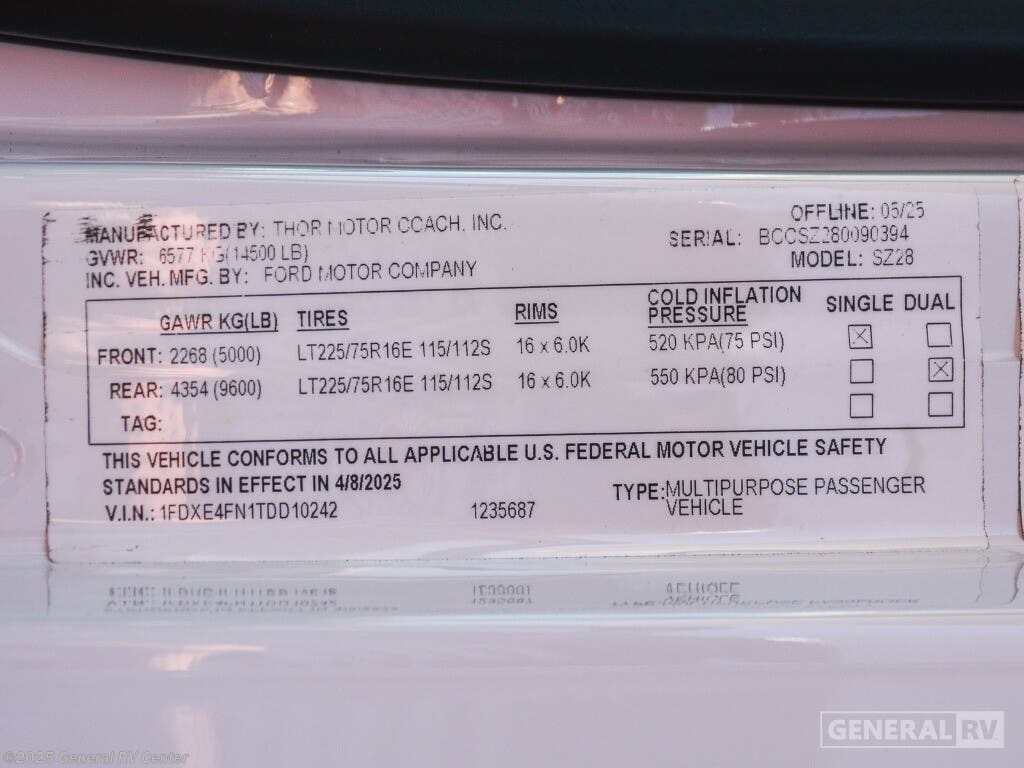 MANUFACTURED BY: THOR MOTOR COACH, INC.
OFFLINE: 05/25
GVWR: 6577 KG(14500 LB)
SERIAL: BCCSZ280090394
INC. VEH. MFG. BY: FORD MOTOR COMPANY
MODEL: SZ28
GAWR KG(LB) TIRES RIMS COLD INFLATION PRESSURE SINGLE DUAL
FRONT: 2268 (5000) LT225/75R16E 115/112S 16 x 6.0K 520 KPA(75 PSI)
REAR: 4354 (9600) LT225/75R16E 115/112S 16 x 6.0K 550 KPA(80 PSI)
TAG:
THIS VEHICLE CONFORMS TO ALL APPLICABLE U.S. FEDERAL MOTOR VEHICLE SAFETY
STANDARDS IN EFFECT IN 4/8/2025
TYPE: MULTIPURPOSE PASSENGER
VEHICLE
V.I.N.: 1FDXE4FN1TDD10242 1235687
GENERAL RV
©2025 General RV Center